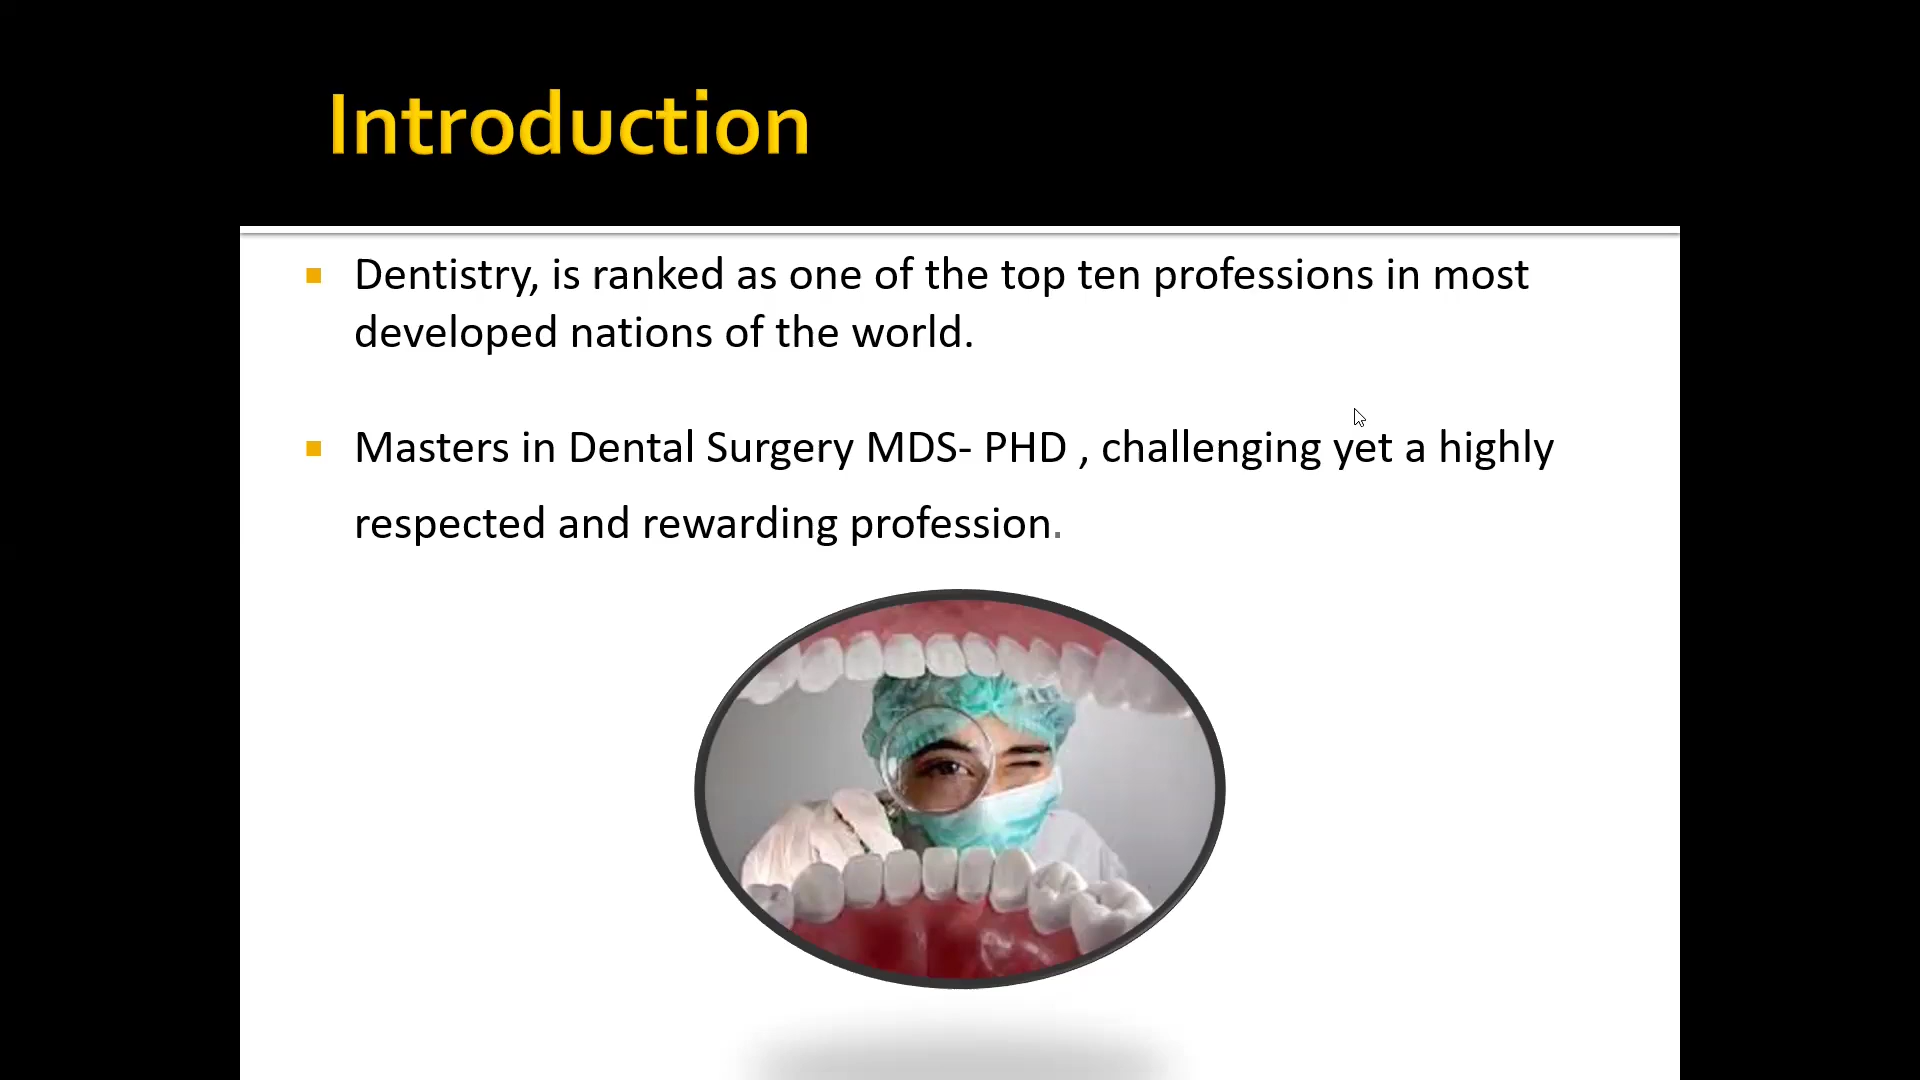 Introduction
Dentistry, is ranked as one of the top ten professions in most
developed nations of the world.
Masters in Dental Surgery MDS- PHD , challenging yet a highly
respected and rewarding profession.